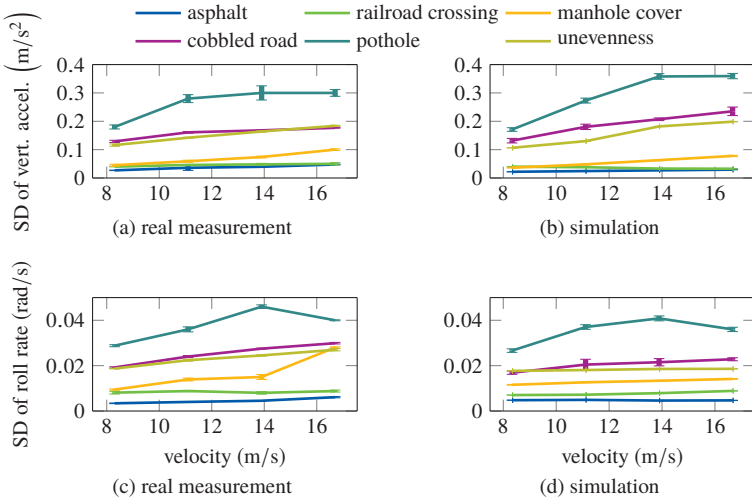 asphalt railroad crossing manhole cover
cobbled road pothole unevenness
SD of vert. accel. (m/s²)
0.4
0.3
0.2
0.1
0
8 10 12 14 16
(a) real measurement
0.4
0.3
0.2
0.1
0
8 10 12 14 16
(b) simulation
SD of roll rate (rad/s)
0.04
0.02
0
8 10 12 14 16
velocity (m/s)
(c) real measurement
0.04
0.02
0
8 10 12 14 16
velocity (m/s)
(d) simulation